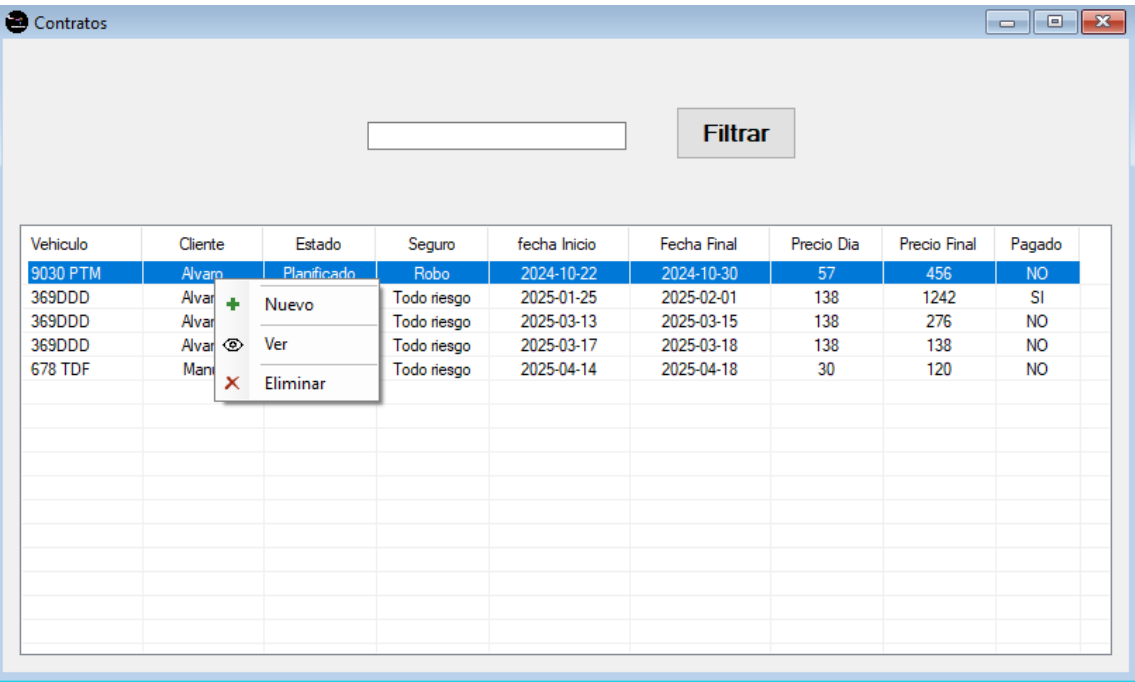 Contratos
Filtrar
Vehiculo Cliente Estado Seguro fecha Inicio Fecha Final Precio Dia Precio Final Pagado
9030 PTM Alvaro Planificado Robo 2024-10-22 2024-10-30 57 456 NO
369DDD Alvar Todo riesgo 2025-01-25 2025-02-01 138 1242 SI
Nuevo
369DDD Alvar Todo riesgo 2025-03-13 2025-03-15 138 276 NO
369DDD Alvar Todo riesgo 2025-03-17 2025-03-18 138 138 NO
Ver
678 TDF Manu Todo riesgo 2025-04-14 2025-04-18 30 120 NO
Eliminar